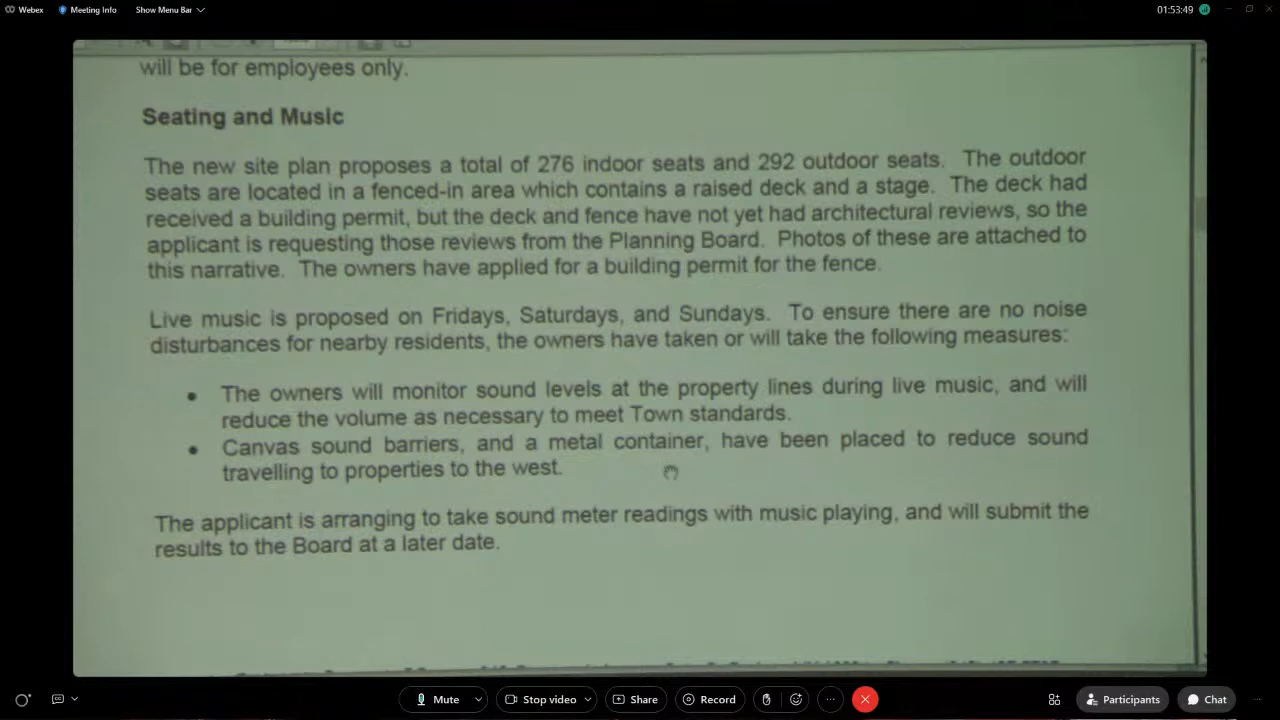 Webex Meeting Info Show Menu Bar 01:53:49
will be for employees only.
Seating and Music
The new site plan proposes a total of 276 indoor seats and 292 outdoor seats. The outdoor
seats are located in a fenced-in area which contains a raised deck and a stage. The deck had
received a building permit, but the deck and fence have not yet had architectural reviews, so the
applicant is requesting those reviews from the Planning Board. Photos of these are attached to
this narrative. The owners have applied for a building permit for the fence.
Live music is proposed on Fridays, Saturdays, and Sundays. To ensure there are no noise
disturbances for nearby residents, the owners have taken or will take the following measures:
• The owners will monitor sound levels at the property lines during live music, and will
reduce the volume as necessary to meet Town standards.
• Canvas sound barriers, and a metal container, have been placed to reduce sound
travelling to properties to the west.
The applicant is arranging to take sound meter readings with music playing, and will submit the
results to the Board at a later date.
Mute Stop video Share Record Participants Chat